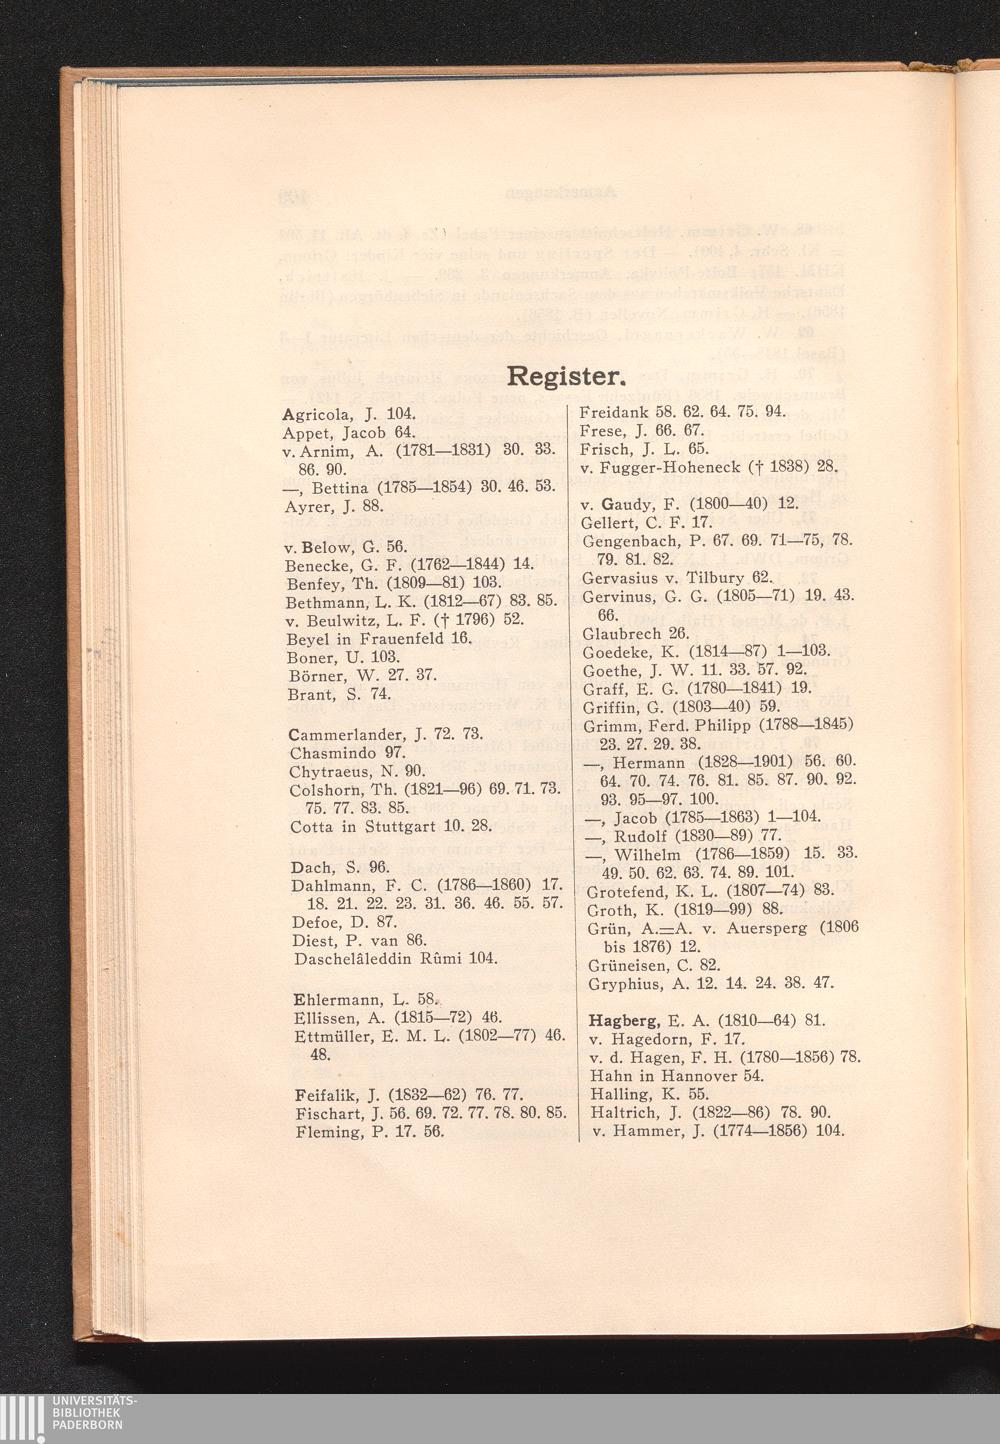 Register.
Agricola, J. 104.
Appet, Jacob 64.
v. Arnim, A. (1781—1831) 30. 33.
86. 90.
—, Bettina (1785—1854) 30. 46. 53.
Ayrer, J. 88.
v. Below, G. 56.
Benecke, G. F. (1762—1844) 14.
Benfey, Th. (1809—81) 103.
Bethmann, L. K. (1812—67) 83. 85.
v. Beulwitz, L. F. († 1796) 52.
Beyel in Frauenfeld 16.
Boner, U. 103.
Börner, W. 27. 37.
Brant, S. 74.
Cammerlander, J. 72. 73.
Chasmindo 97.
Chytraeus, N. 90.
Colshorn, Th. (1821—96) 69. 71. 73.
75. 77. 83. 85.
Cotta in Stuttgart 10. 28.
Dach, S. 96.
Dahlmann, F. C. (1786—1860) 17.
18. 21. 22. 23. 31. 36. 46. 55. 57.
Defoe, D. 87.
Diest, P. van 86.
Daschelâleddin Rûmi 104.
Ehlermann, L. 58.
Ellissen, A. (1815—72) 46.
Ettmüller, E. M. L. (1802—77) 46.
48.
Feifalik, J. (1832—62) 76. 77.
Fischart, J. 56. 69. 72. 77. 78. 80. 85.
Fleming, P. 17. 56.
Freidank 58. 62. 64. 75. 94.
Frese, J. 66. 67.
Frisch, J. L. 65.
v. Fugger-Hoheneck († 1838) 28.
v. Gaudy, F. (1800—40) 12.
Gellert, C. F. 17.
Gengenbach, P. 67. 69. 71—75, 78.
79. 81. 82.
Gervasius v. Tilbury 62.
Gervinus, G. G. (1805—71) 19. 43.
66.
Glaubrech 26.
Goedeke, K. (1814—87) 1—103.
Goethe, J. W. 11. 33. 57. 92.
Graff, E. G. (1780—1841) 19.
Griffin, G. (1803—40) 59.
Grimm, Ferd. Philipp (1788—1845)
23. 27. 29. 38.
—, Hermann (1828—1901) 56. 60.
64. 70. 74. 76. 81. 85. 87. 90. 92.
93. 95—97. 100.
—, Jacob (1785—1863) 1—104.
—, Rudolf (1830—89) 77.
—, Wilhelm (1786—1859) 15. 33.
49. 50. 62. 63. 74. 89. 101.
Grotefend, K. L. (1807—74) 83.
Groth, K. (1819—99) 88.
Grün, A.=A. v. Auersperg (1806
bis 1876) 12.
Grüneisen, C. 82.
Gryphius, A. 12. 14. 24. 38. 47.
Hagberg, E. A. (1810—64) 81.
v. Hagedorn, F. 17.
v. d. Hagen, F. H. (1780—1856) 78.
Hahn in Hannover 54.
Halling, K. 55.
Haltrich, J. (1822—86) 78. 90.
v. Hammer, J. (1774—1856) 104.
UNIVERSITÄTS-
BIBLIOTHEK
PADERBORN